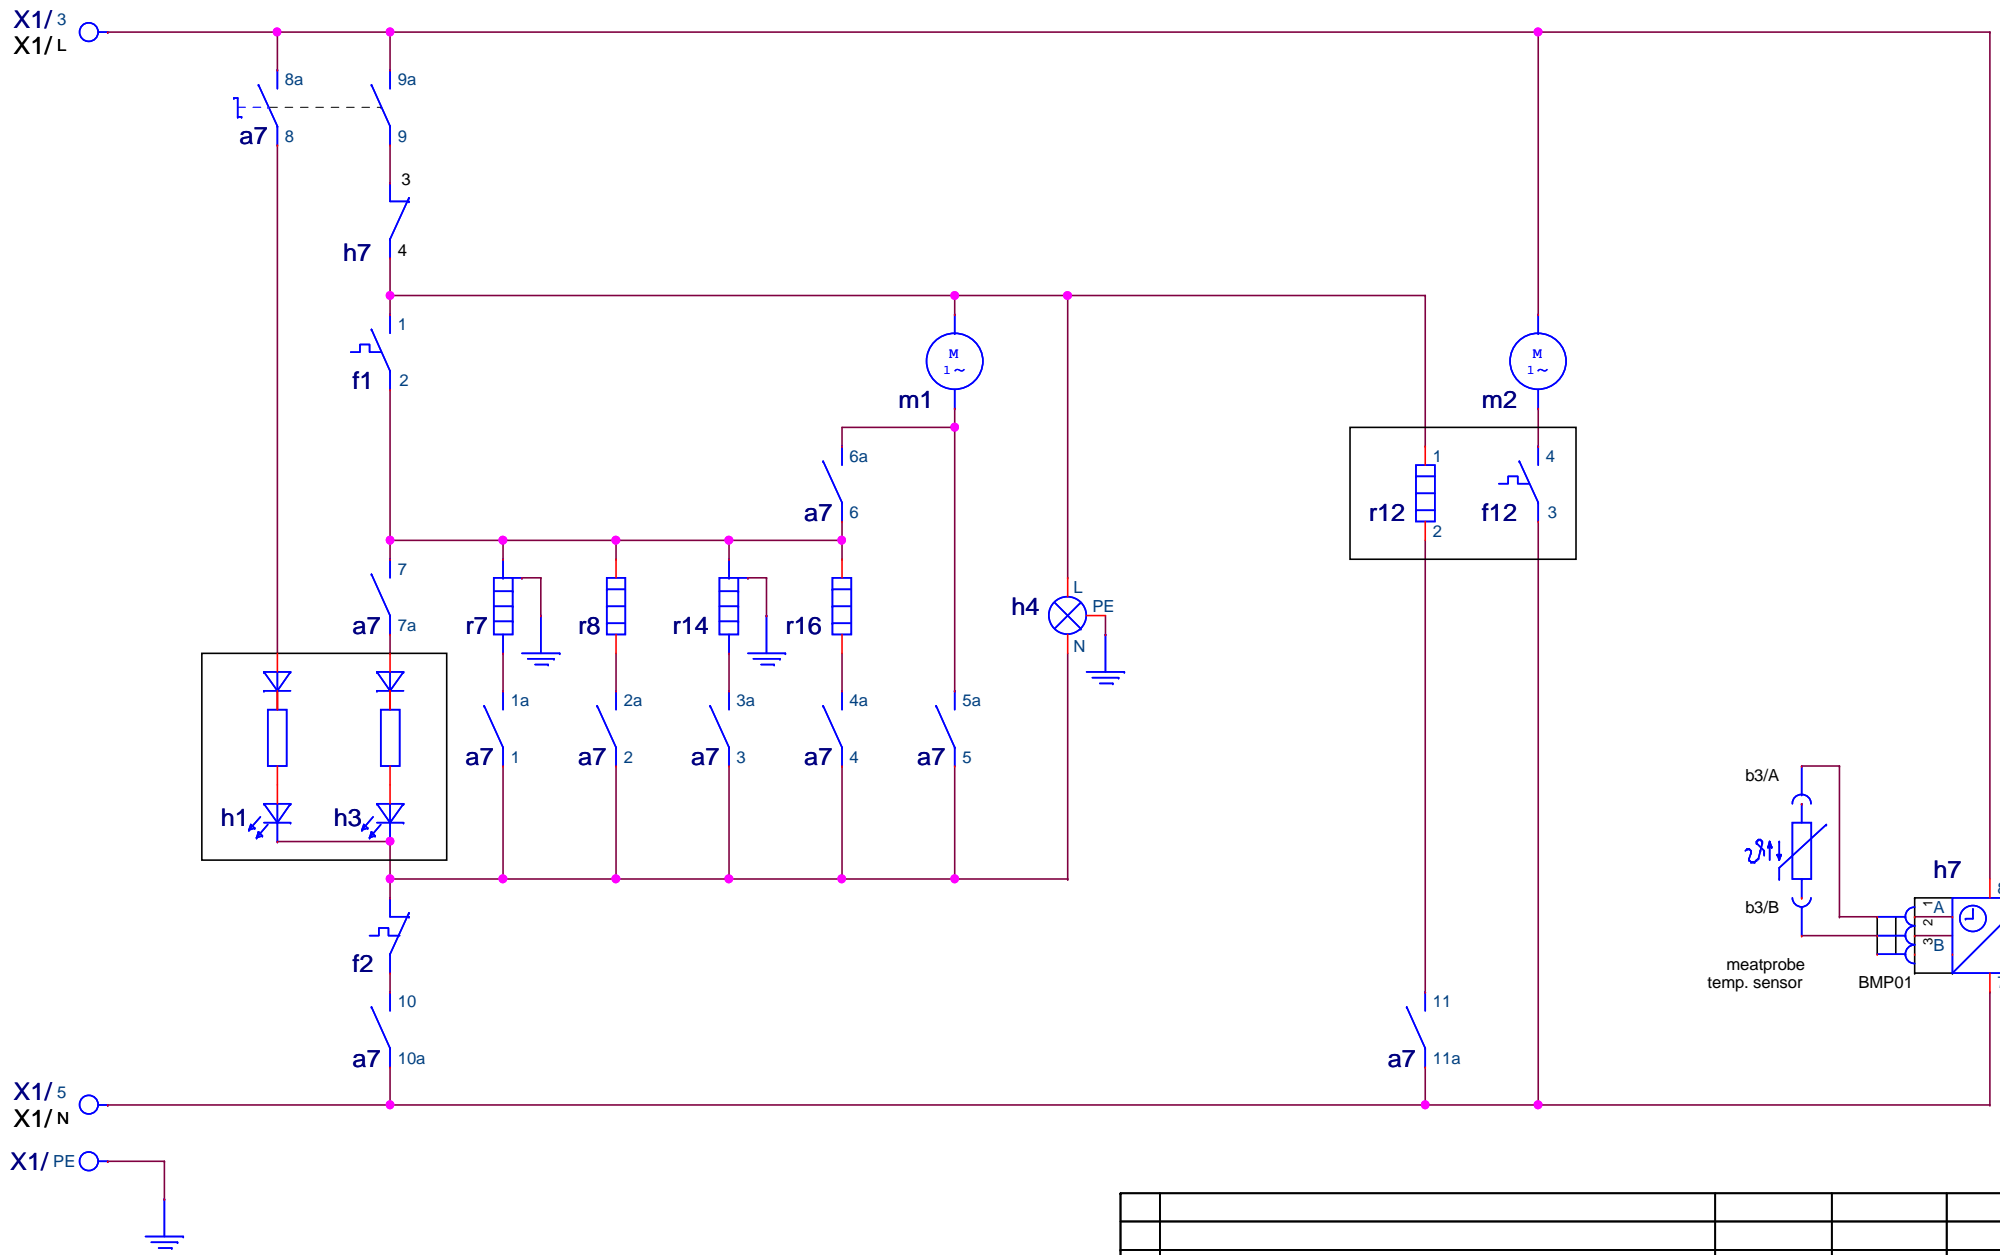 X1/ 3
X1/ L
8a
9a
a7
8
9
3
h7
4
1
f1
2
M
1~
m1
M
1~
m2
6a
a7
6
1
r12
2
4
f12
3
7
a7
7a
r7
r8
r14
r16
h4
L
PE
N
1a
a7
1
2a
a7
2
3a
a7
3
4a
a7
4
5a
a7
5
h1
h3
b3/A
ϑ
b3/B
h7
1
A
2
3
B
meatprobe
temp. sensor
BMP01
f2
10
a7
10a
11
a7
11a
X1/ 5
X1/ N
X1/ PE